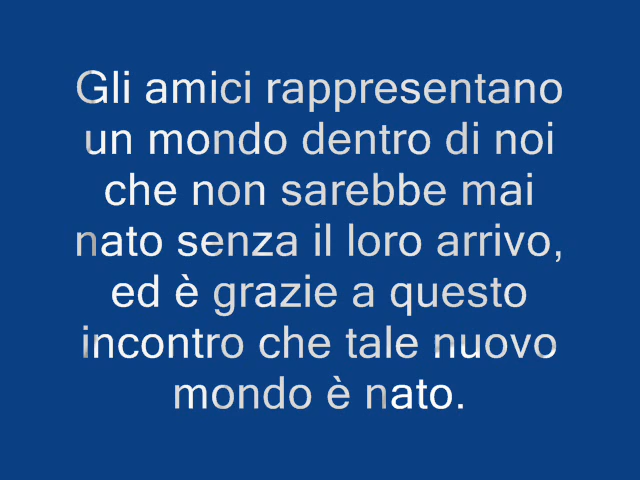 Gli amici rappresentano
un mondo dentro di noi
che non sarebbe mai
nato senza il loro arrivo,
ed è grazie a questo
incontro che tale nuovo
mondo è nato.